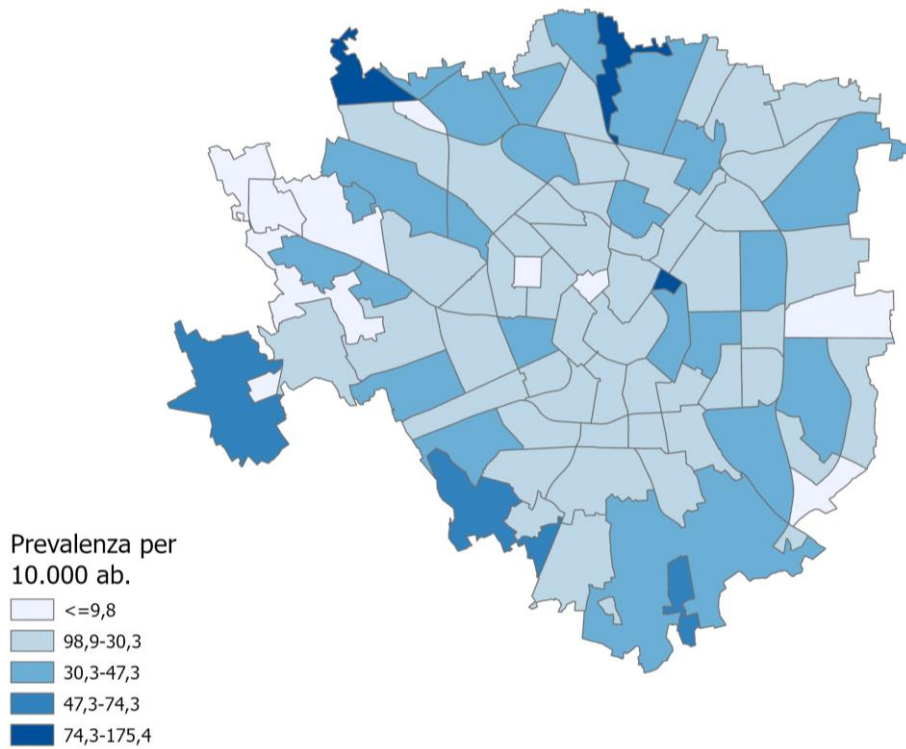 Prevalenza per
10.000 ab.
<=9,8
98,9-30,3
30,3-47,3
47,3-74,3
74,3-175,4